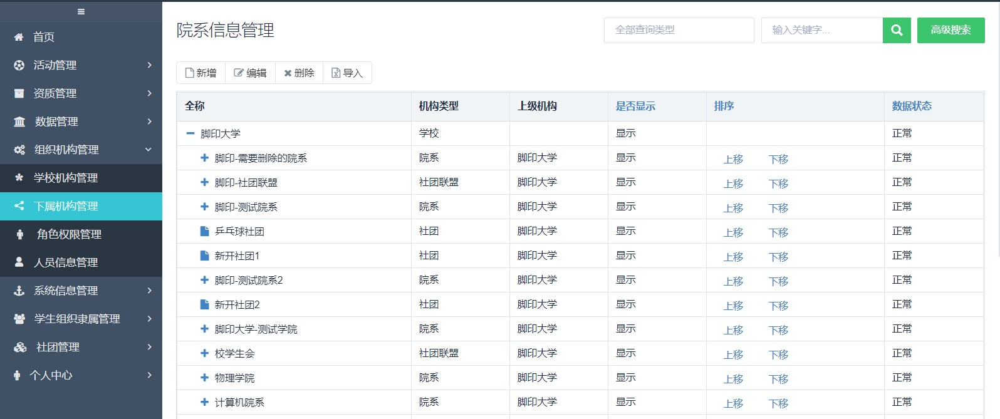 首页
活动管理
资质管理
数据管理
组织机构管理
学校机构管理
下属机构管理
角色权限管理
人员信息管理
系统信息管理
学生组织隶属管理
社团管理
个人中心
院系信息管理
全部查询类型
输入关键字...
高级搜索
新增 编辑 删除 导入
全称 机构类型 上级机构 是否显示 排序 数据状态
脚印大学 学校 显示 正常
脚印-需要删除的院系 院系 脚印大学 显示 上移 下移 正常
脚印-社团联盟 社团联盟 脚印大学 显示 上移 下移 正常
脚印-测试院系 院系 脚印大学 显示 上移 下移 正常
乒乓球社团 社团 脚印大学 显示 上移 下移 正常
新开社团1 社团 脚印大学 显示 上移 下移 正常
脚印-测试院系2 院系 脚印大学 显示 上移 下移 正常
新开社团2 社团 脚印大学 显示 上移 下移 正常
脚印大学-测试学院 院系 脚印大学 显示 上移 下移 正常
校学生会 社团联盟 脚印大学 显示 上移 下移 正常
物理学院 院系 脚印大学 显示 上移 下移 正常
计算机院系 院系 脚印大学 显示 上移 下移 正常